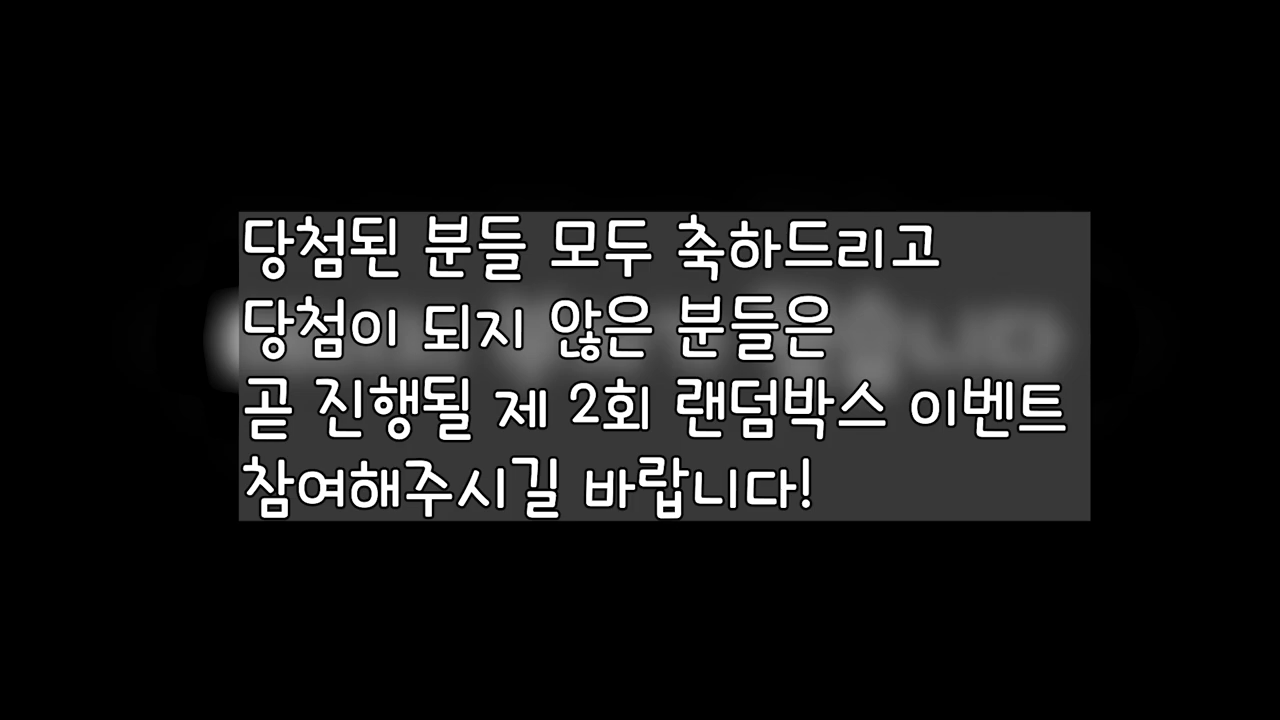 당첨된 분들 모두 축하드리고
당첨이 되지 않은 분들은
곧 진행될 제 2회 랜덤박스 이벤트
참여해주시길 바랍니다!